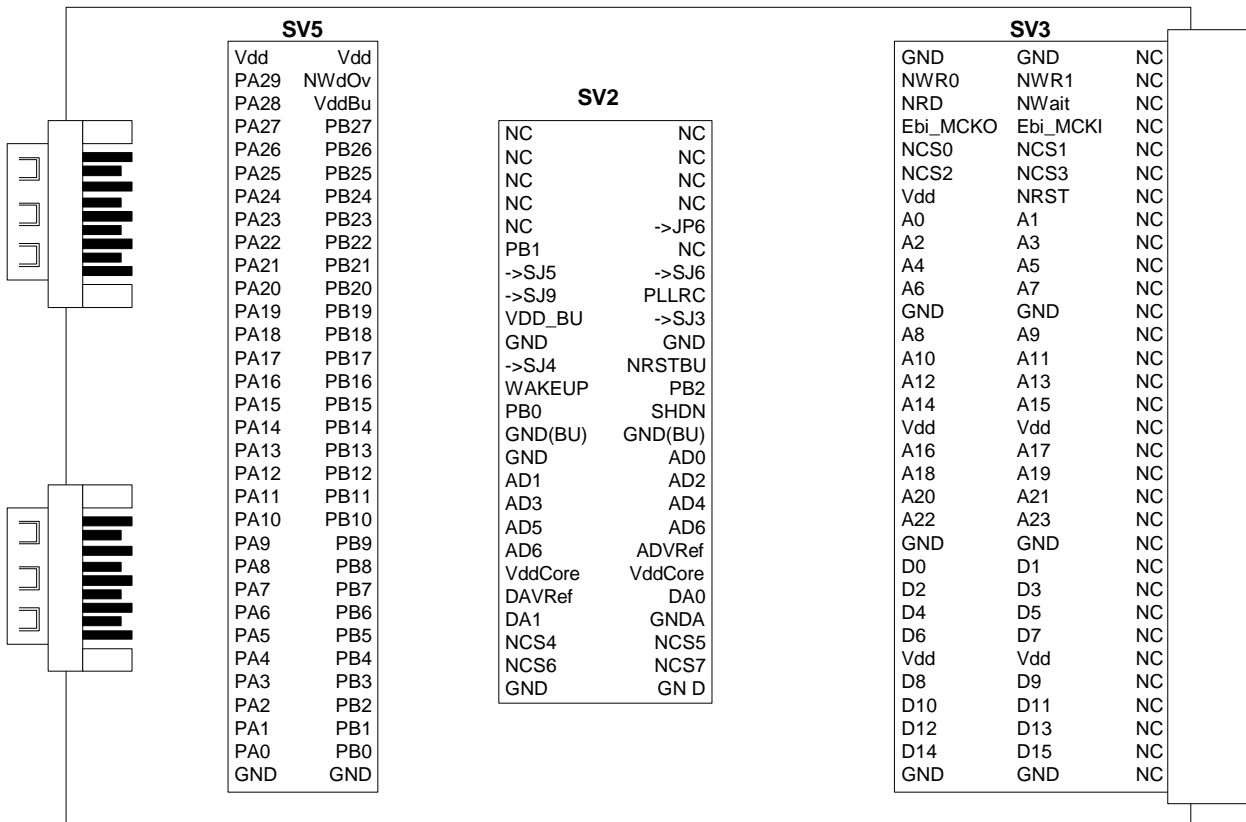 SV5
Vdd Vdd
PA29 NWdOv
PA28 VddBu
PA27 PB27
PA26 PB26
PA25 PB25
PA24 PB24
PA23 PB23
PA22 PB22
PA21 PB21
PA20 PB20
PA19 PB19
PA18 PB18
PA17 PB17
PA16 PB16
PA15 PB15
PA14 PB14
PA13 PB13
PA12 PB12
PA11 PB11
PA10 PB10
PA9 PB9
PA8 PB8
PA7 PB7
PA6 PB6
PA5 PB5
PA4 PB4
PA3 PB3
PA2 PB2
PA1 PB1
PA0 PB0
GND GND
SV2
NC NC
NC NC
NC NC
NC NC
NC ->JP6
PB1 NC
->SJ5 ->SJ6
->SJ9 PLLRC
VDD_BU ->SJ3
GND GND
->SJ4 NRSTBU
WAKEUP PB2
PB0 SHDN
GND(BU) GND(BU)
GND AD0
AD1 AD2
AD3 AD4
AD5 AD6
AD6 ADVRef
VddCore VddCore
DAVRef DA0
DA1 GNDA
NCS4 NCS5
NCS6 NCS7
GND GN D
SV3
GND GND NC
NWR0 NWR1 NC
NRD NWait NC
Ebi_MCKO Ebi_MCKI NC
NCS0 NCS1 NC
NCS2 NCS3 NC
Vdd NRST NC
A0 A1 NC
A2 A3 NC
A4 A5 NC
A6 A7 NC
GND GND NC
A8 A9 NC
A10 A11 NC
A12 A13 NC
A14 A15 NC
Vdd Vdd NC
A16 A17 NC
A18 A19 NC
A20 A21 NC
A22 A23 NC
GND GND NC
D0 D1 NC
D2 D3 NC
D4 D5 NC
D6 D7 NC
Vdd Vdd NC
D8 D9 NC
D10 D11 NC
D12 D13 NC
D14 D15 NC
GND GND NC